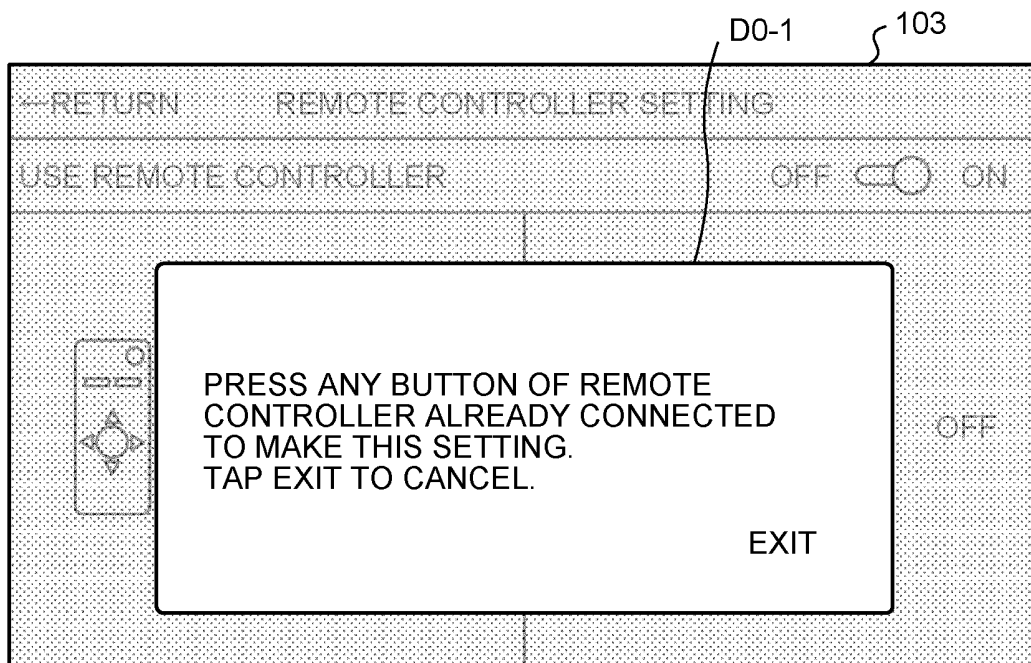 D0-1
103
←RETURN REMOTE CONTROLLER SETTING
USE REMOTE CONTROLLER OFF ON
PRESS ANY BUTTON OF REMOTE
CONTROLLER ALREADY CONNECTED
TO MAKE THIS SETTING.
TAP EXIT TO CANCEL.
OFF
EXIT